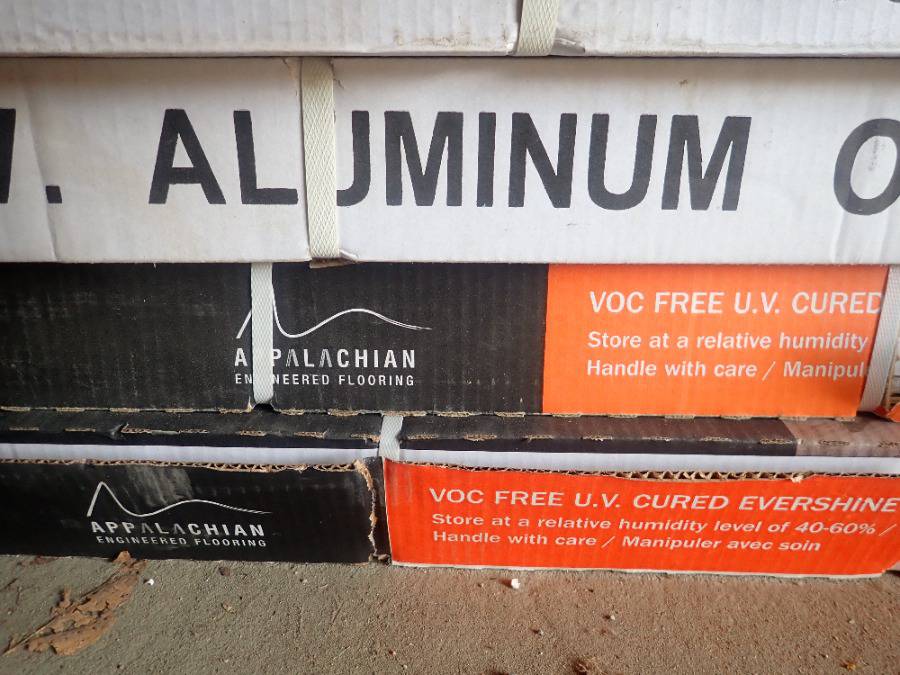 . ALUMINUM
APPALACHIAN
ENGINEERED FLOORING
VOC FREE U.V. CURED
Store at a relative humidity
Handle with care / Manipul
APPALACHIAN
ENGINEERED FLOORING
VOC FREE U.V. CURED EVERSHINE
Store at a relative humidity level of 40-60% /
Handle with care / Manipuler avec soin